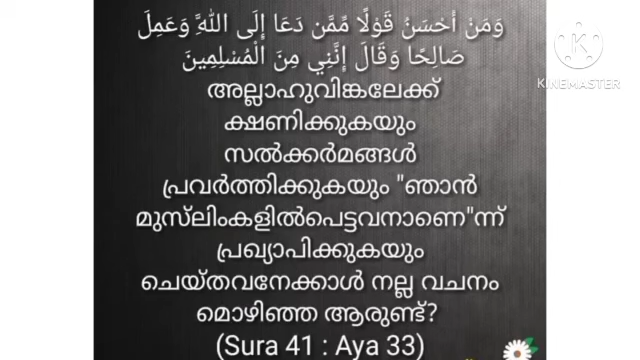 وَمَنْ أَحْسَنُ قَوْلًا مِّمَّن دَعَا إِلَى اللَّهِ وَعَمِلَ
صَالِحًا وَقَالَ إِنَّنِي مِنَ الْمُسْلِمِينَ
അല്ലാഹുവിങ്കലേക്ക്
ക്ഷണിക്കുകയും
സൽക്കർമങ്ങൾ
പ്രവർത്തിക്കുകയും "ഞാൻ
മുസ്‌ലിംകളിൽപെട്ടവനാണെ"ന്ന്
പ്രഖ്യാപിക്കുകയും
ചെയ്തവനേക്കാൾ നല്ല വചനം
മൊഴിഞ്ഞ ആരുണ്ട്?
(Sura 41 : Aya 33)
KINEMASTER